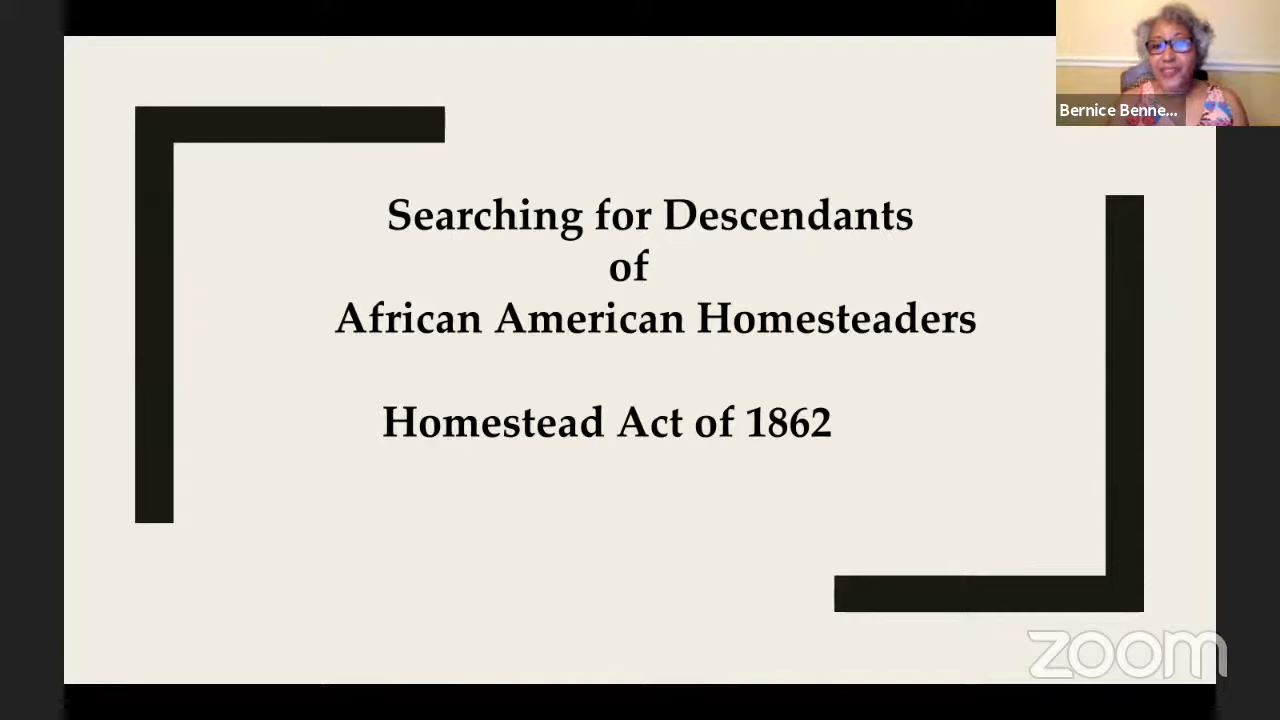 Bernice Benne...
Searching for Descendants
of
African American Homesteaders
Homestead Act of 1862
zoom